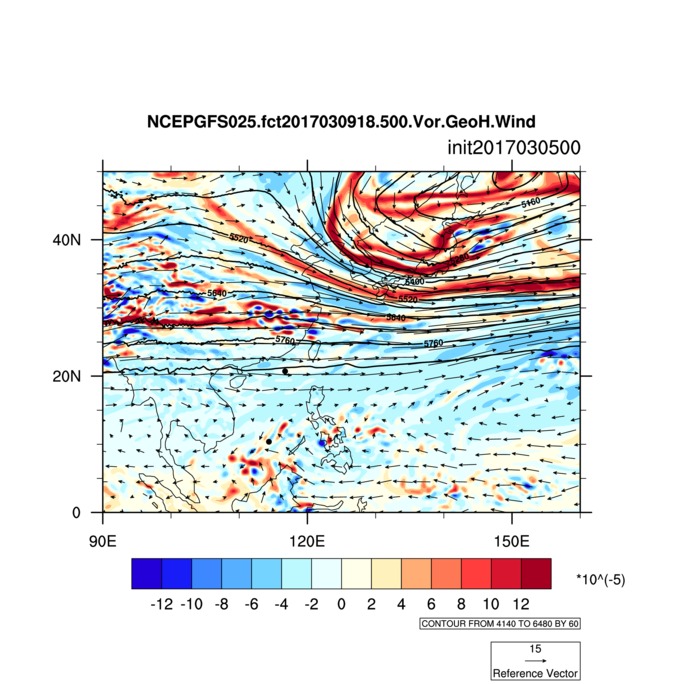 NCEPGFS025.fct2017030918.500.Vor.GeoH.Wind
init2017030500
5160
5520
5400
5520
5640
5640
5760
5760
40N
20N
0
90E 120E 150E
-12 -10 -8 -6 -4 -2 0 2 4 6 8 10 12
*10^(-5)
CONTOUR FROM 4140 TO 6480 BY 60
15
Reference Vector